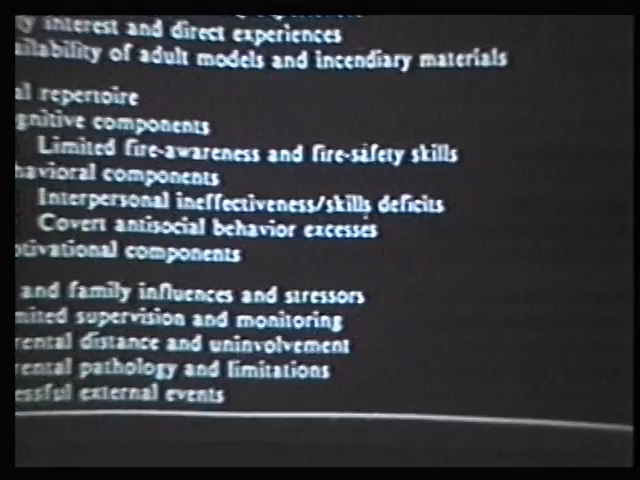 ty interest and direct experiences
ilability of adult models and incendiary materials
al repertoire
gnitive components
Limited fire-awareness and fire-safety skills
havioral components
Interpersonal ineffectiveness/skills deficits
Covert antisocial behavior excesses
otivational components
and family influences and stressors
mited supervision and monitoring
rental distance and uninvolvement
rental pathology and limitations
essful external events